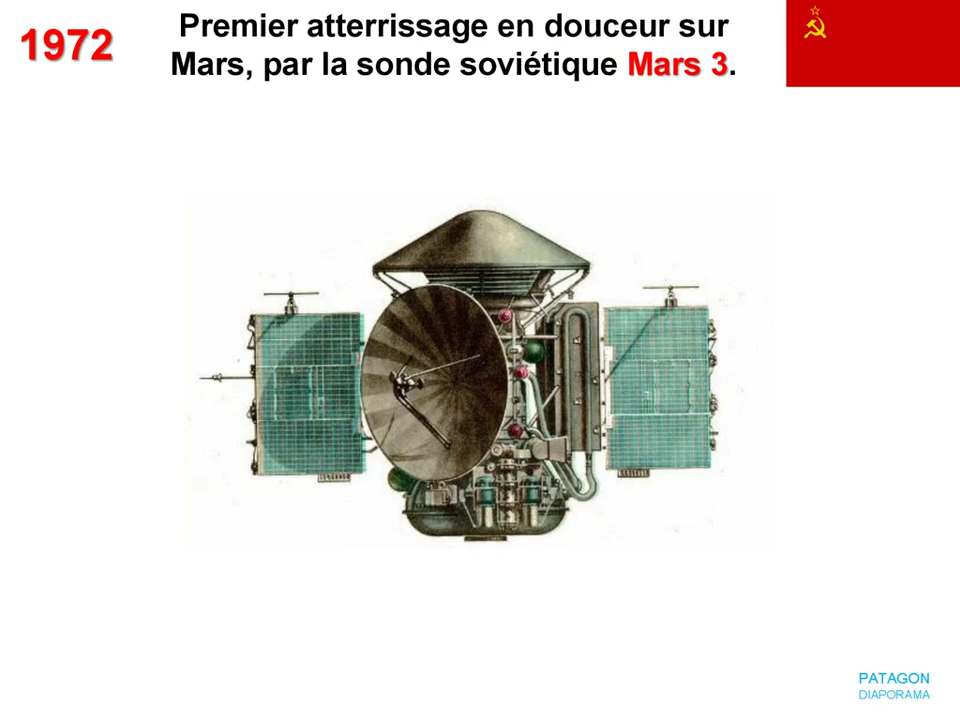 1972
Premier atterrissage en douceur sur
Mars, par la sonde soviétique Mars 3.
PATAGON
DIAPORAMA